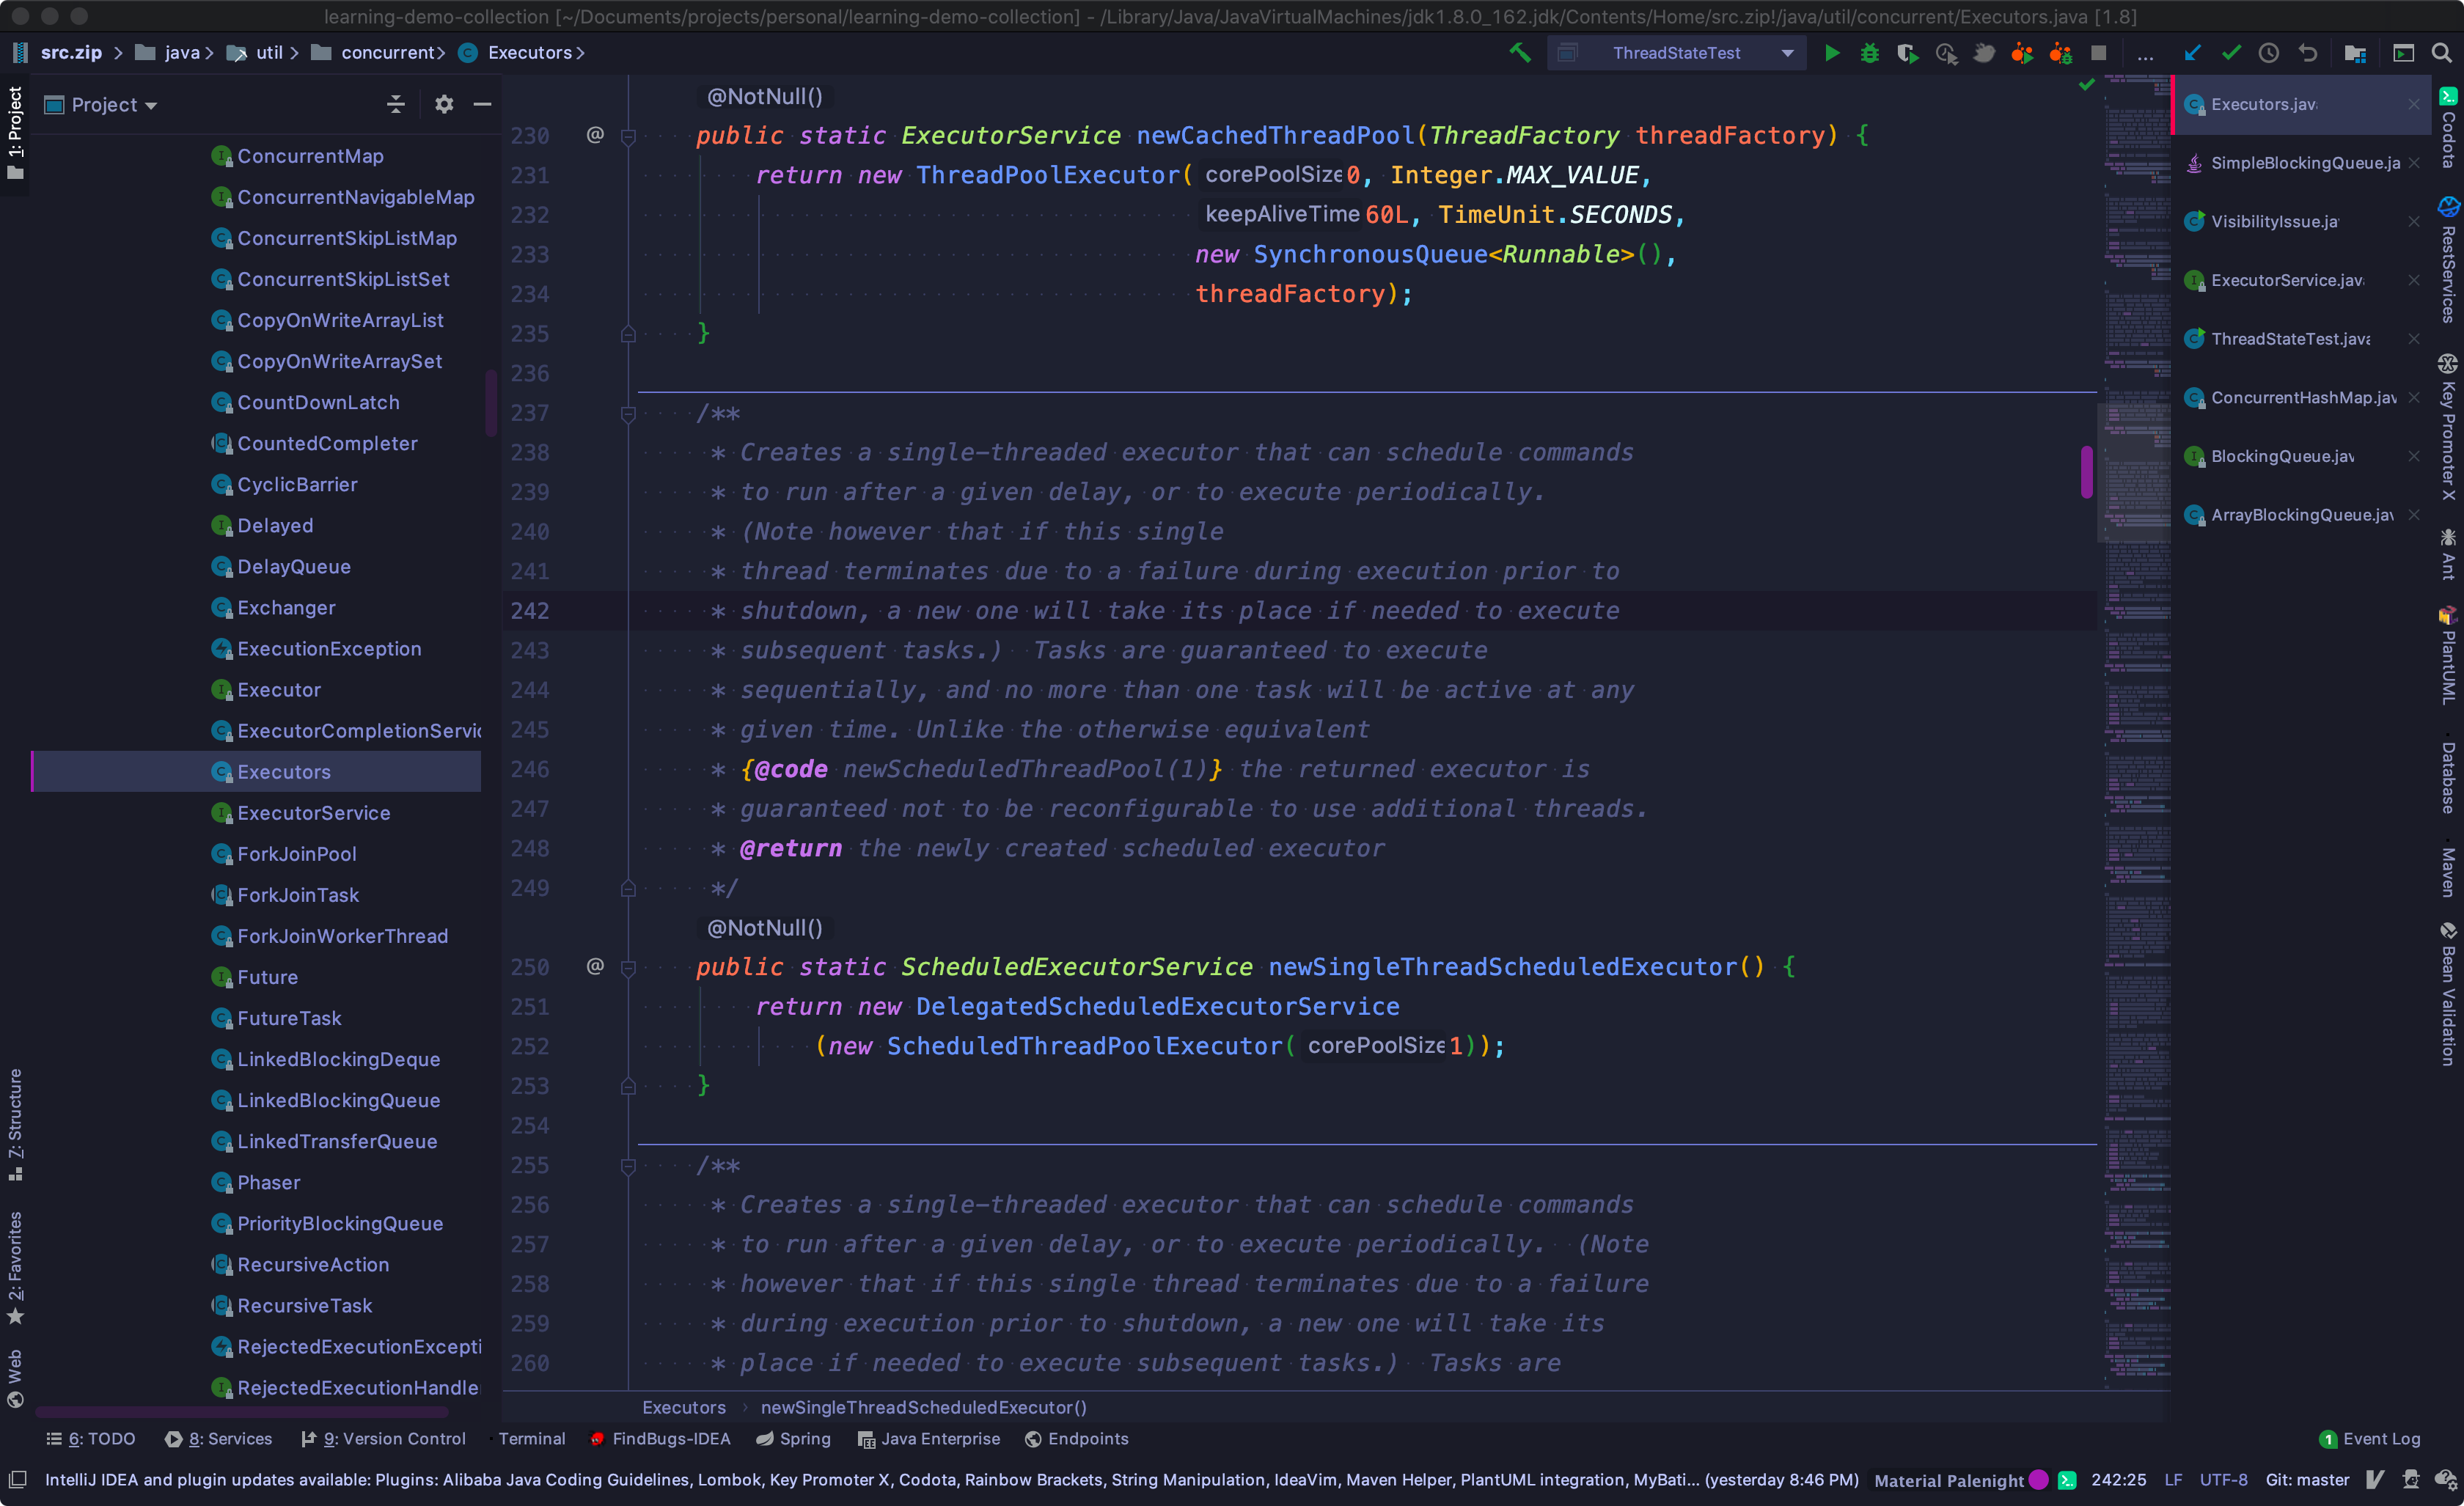 learning-demo-collection [~/Documents/projects/personal/learning-demo-collection] - /Library/Java/JavaVirtualMachines/jdk1.8.0_162.jdk/Contents/Home/src.zip!/java/util/concurrent/Executors.java [1.8]
src.zip java util concurrent Executors
ThreadStateTest
...
1: Project
7: Structure
2: Favorites
Web
Project
ConcurrentMap
ConcurrentNavigableMap
ConcurrentSkipListMap
ConcurrentSkipListSet
CopyOnWriteArrayList
CopyOnWriteArraySet
CountDownLatch
CountedCompleter
CyclicBarrier
Delayed
DelayQueue
Exchanger
ExecutionException
Executor
ExecutorCompletionServic
Executors
ExecutorService
ForkJoinPool
ForkJoinTask
ForkJoinWorkerThread
Future
FutureTask
LinkedBlockingDeque
LinkedBlockingQueue
LinkedTransferQueue
Phaser
PriorityBlockingQueue
RecursiveAction
RecursiveTask
RejectedExecutionExcepti
RejectedExecutionHandle
@NotNull()
230 @ public static ExecutorService newCachedThreadPool(ThreadFactory threadFactory) {
231 return new ThreadPoolExecutor( corePoolSize 0, Integer.MAX_VALUE,
232 keepAliveTime 60L, TimeUnit.SECONDS,
233 new SynchronousQueue<Runnable>(),
234 threadFactory);
235 }
236
237 /**
238 * Creates a single-threaded executor that can schedule commands
239 * to run after a given delay, or to execute periodically.
240 * (Note however that if this single
241 * thread terminates due to a failure during execution prior to
242 * shutdown, a new one will take its place if needed to execute
243 * subsequent tasks.)  Tasks are guaranteed to execute
244 * sequentially, and no more than one task will be active at any
245 * given time. Unlike the otherwise equivalent
246 * {@code newScheduledThreadPool(1)} the returned executor is
247 * guaranteed not to be reconfigurable to use additional threads.
248 * @return the newly created scheduled executor
249 */
@NotNull()
250 @ public static ScheduledExecutorService newSingleThreadScheduledExecutor() {
251 return new DelegatedScheduledExecutorService
252 (new ScheduledThreadPoolExecutor( corePoolSize 1));
253 }
254
255 /**
256 * Creates a single-threaded executor that can schedule commands
257 * to run after a given delay, or to execute periodically.  (Note
258 * however that if this single thread terminates due to a failure
259 * during execution prior to shutdown, a new one will take its
260 * place if needed to execute subsequent tasks.)  Tasks are
Executors newSingleThreadScheduledExecutor()
Executors.java
SimpleBlockingQueue.ja
VisibilityIssue.ja
ExecutorService.jav
ThreadStateTest.java
ConcurrentHashMap.jav
BlockingQueue.jav
ArrayBlockingQueue.jav
Codota
RestServices
Key Promoter X
Ant
PlantUML
Database
Maven
Bean Validation
6: TODO 8: Services 9: Version Control Terminal FindBugs-IDEA Spring Java Enterprise Endpoints 1 Event Log
IntelliJ IDEA and plugin updates available: Plugins: Alibaba Java Coding Guidelines, Lombok, Key Promoter X, Codota, Rainbow Brackets, String Manipulation, IdeaVim, Maven Helper, PlantUML integration, MyBati... (yesterday 8:46 PM) Material Palenight 242:25 LF UTF-8 Git: master